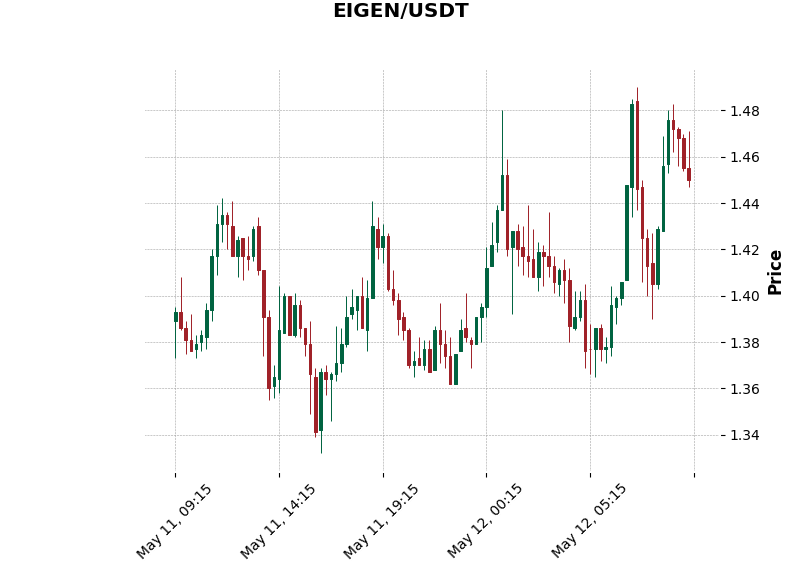 EIGEN/USDT
1.48
1.46
1.44
1.42
1.40
1.38
1.36
1.34
Price
May 11, 09:15
May 11, 14:15
May 11, 19:15
May 12, 00:15
May 12, 05:15